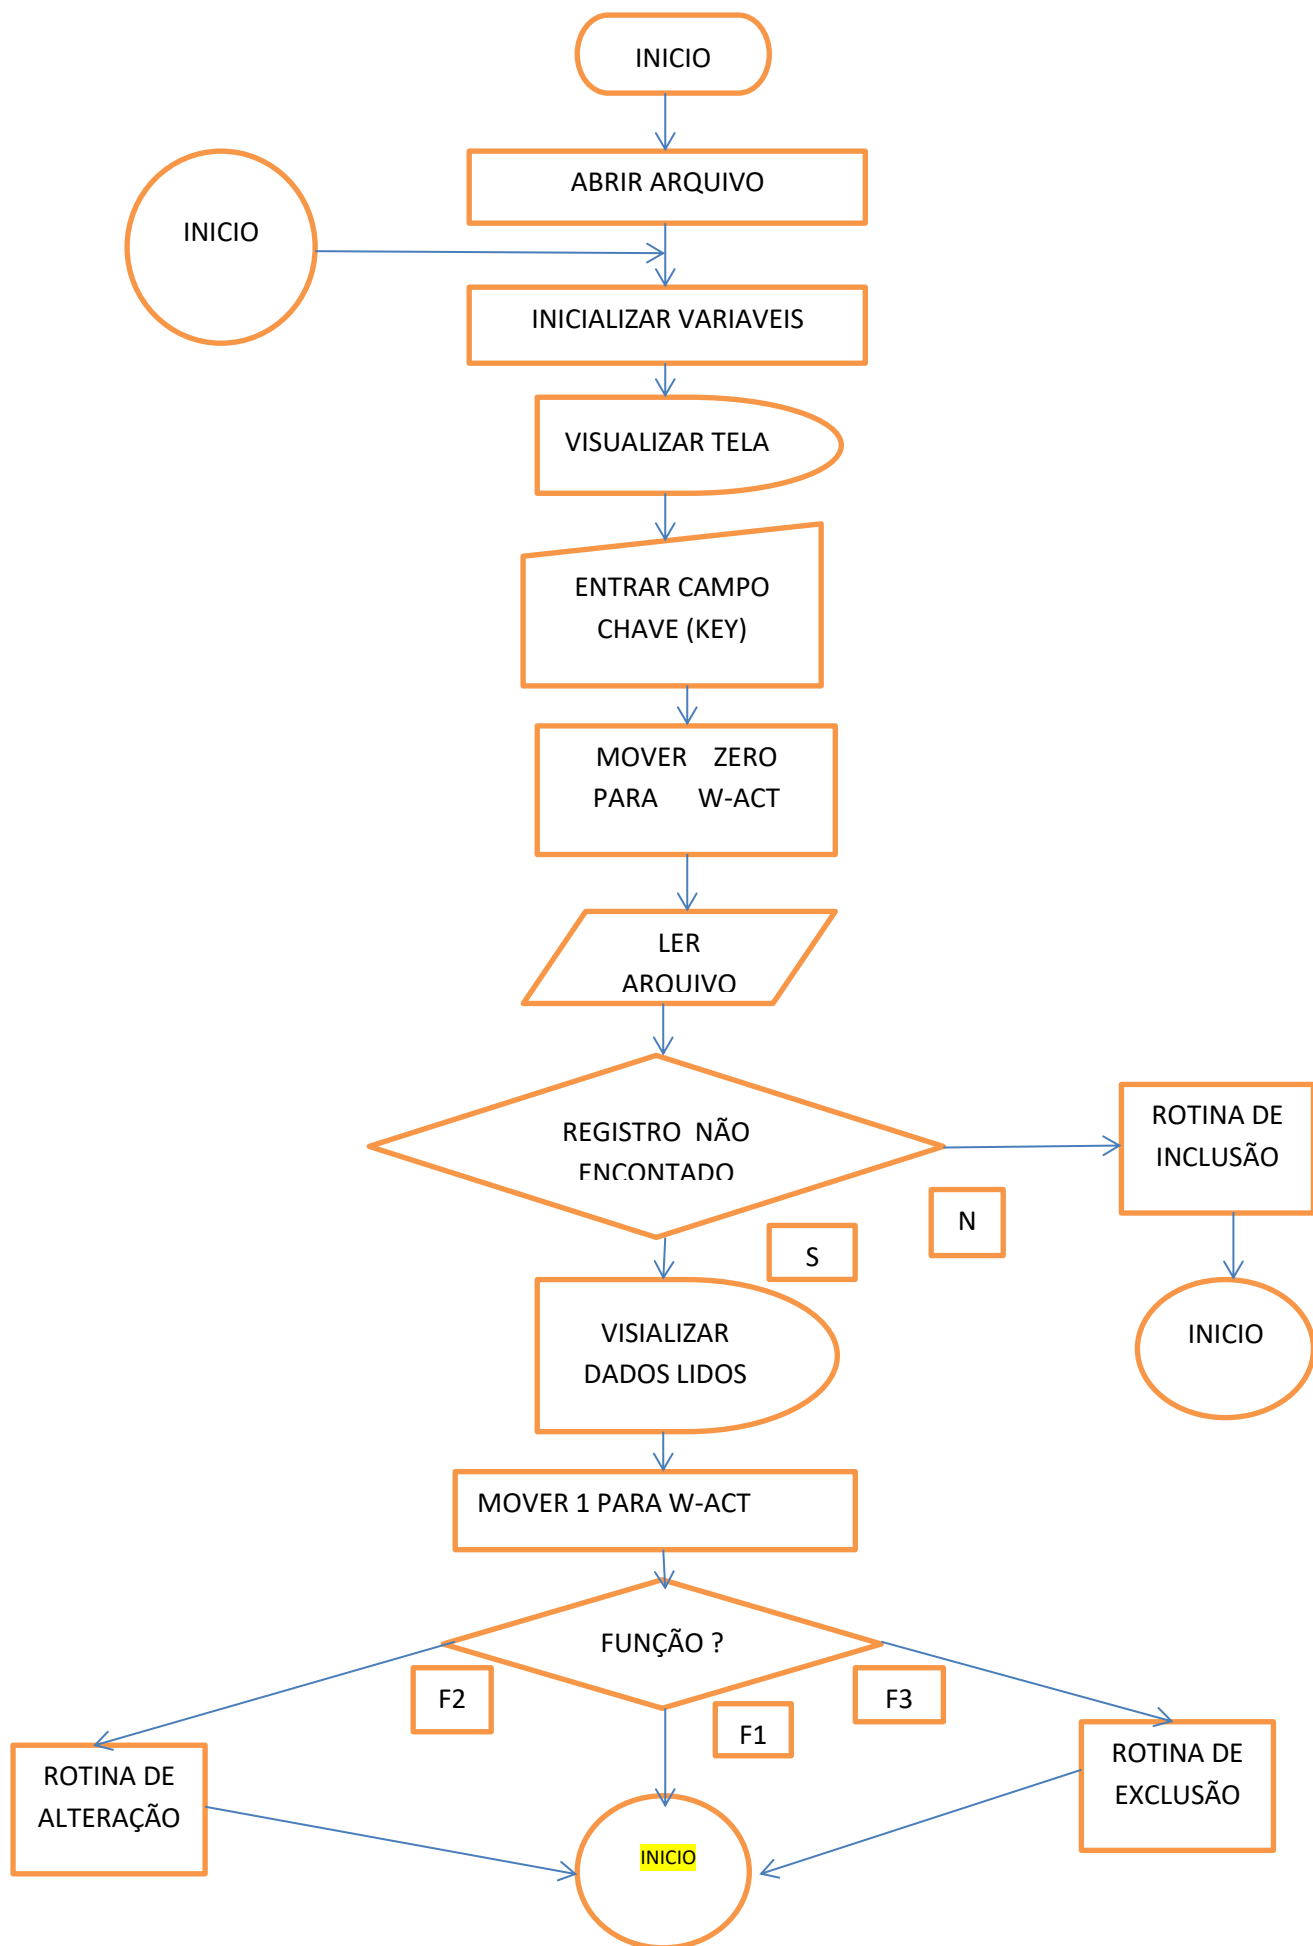 INICIO
ABRIR ARQUIVO
INICIO
INICIALIZAR VARIAVEIS
VISUALIZAR TELA
ENTRAR CAMPO
CHAVE (KEY)
MOVER ZERO
PARA W-ACT
LER
ARQUIVO
REGISTRO NÃO
ENCONTADO
ROTINA DE
INCLUSÃO
N
S
INICIO
VISIALIZAR
DADOS LIDOS
MOVER 1 PARA W-ACT
FUNÇÃO ?
F2
F3
F1
ROTINA DE
ALTERAÇÃO
ROTINA DE
EXCLUSÃO
INICIO